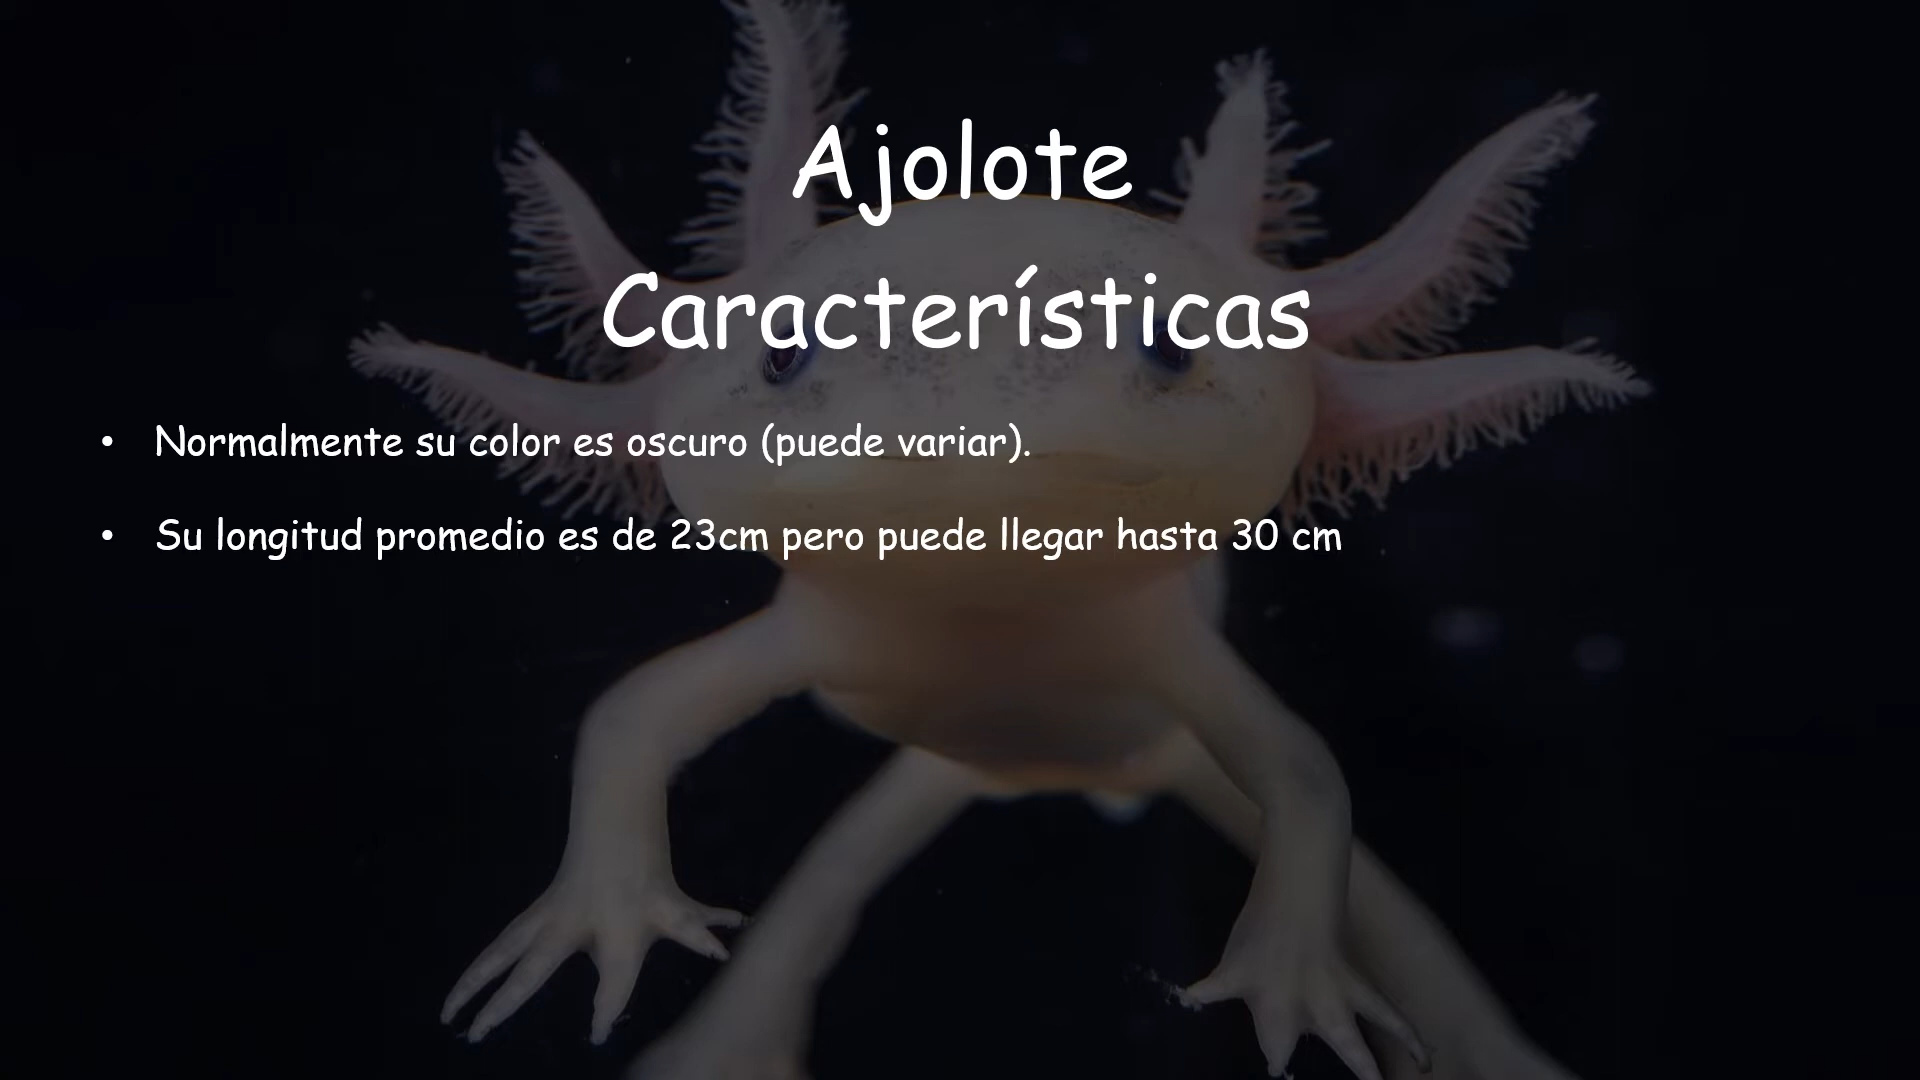 Ajolote
Características
• Normalmente su color es oscuro (puede variar).
• Su longitud promedio es de 23cm pero puede llegar hasta 30 cm